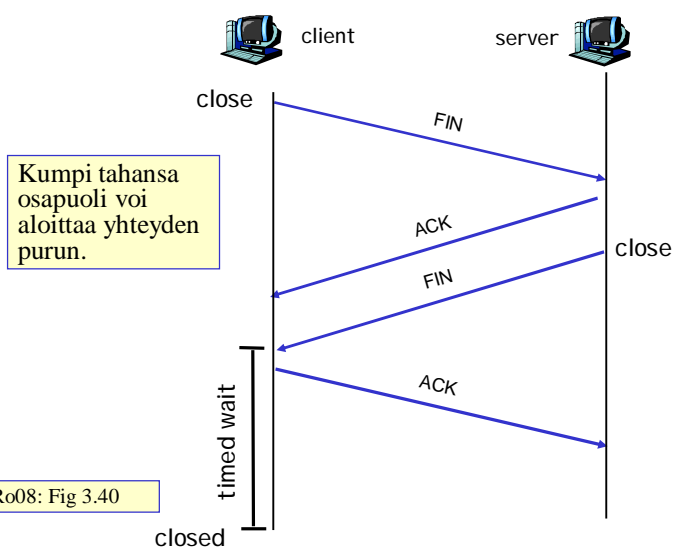 client
server
close
FIN
Kumpi tahansa
osapuoli voi
aloittaa yhteyden
purun.
ACK
close
FIN
ACK
timed wait
Ro08: Fig 3.40
closed